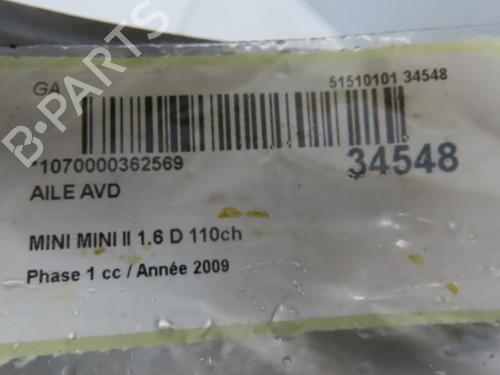 B-PARTS
GA
51510101 34548
*1070000362569
34548
AILE AVD
MINI MINI II 1.6 D 110ch
Phase 1 cc / Année 2009